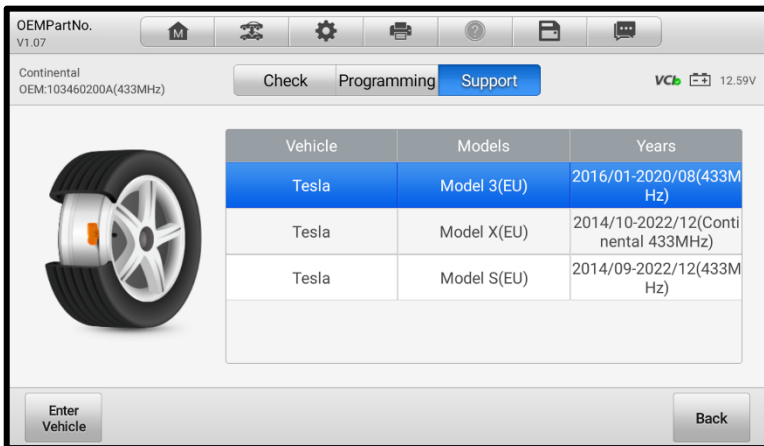 OEMPartNo.
V1.07
M
Continental
OEM:103460200A(433MHz)
Check Programming Support
VCI 12.59V
Vehicle Models Years
Tesla Model 3(EU) 2016/01-2020/08(433M
Hz)
Tesla Model X(EU) 2014/10-2022/12(Conti
nental 433MHz)
Tesla Model S(EU) 2014/09-2022/12(433M
Hz)
Enter
Vehicle
Back